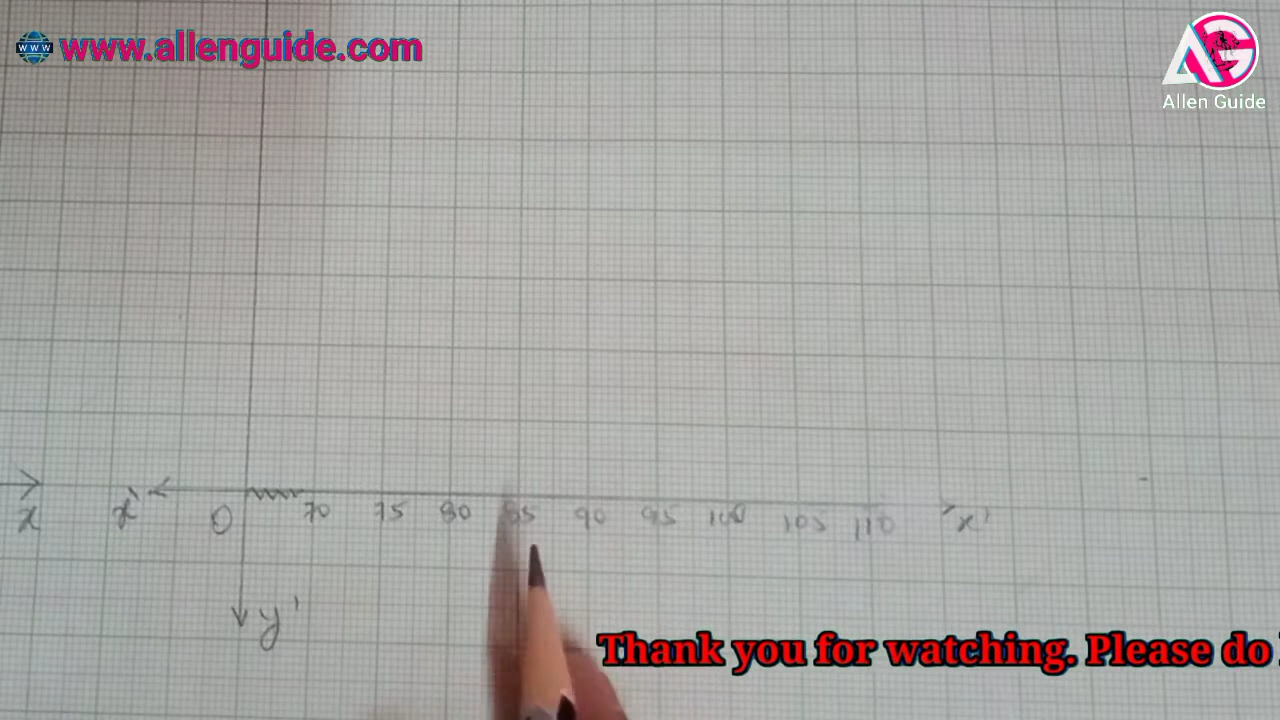 www.allenguide.com
AG
Allen Guide
X X' O 70 75 80 85 90 95 100 105 110 X'
y'
Thank you for watching. Please do